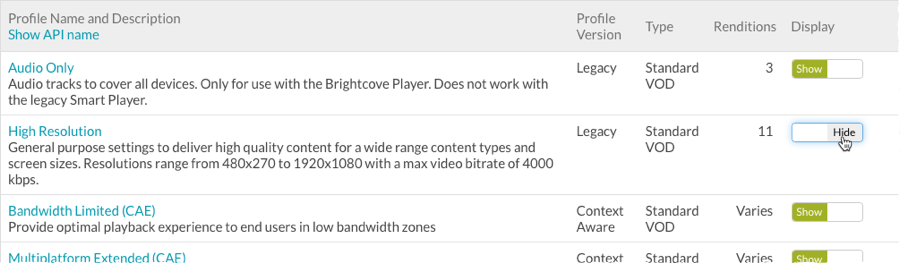 Profile Name and Description
Show API name
Profile Version
Type
Renditions
Display
Audio Only
Audio tracks to cover all devices. Only for use with the Brightcove Player. Does not work with
the legacy Smart Player.
Legacy
Standard
VOD
3
Show
High Resolution
General purpose settings to deliver high quality content for a wide range content types and
screen sizes. Resolutions range from 480x270 to 1920x1080 with a max video bitrate of 4000
kbps.
Legacy
Standard
VOD
11
Hide
Bandwidth Limited (CAE)
Provide optimal playback experience to end users in low bandwidth zones
Context
Aware
Standard
VOD
Varies
Show
Multiplatform Extended (CAE)
Context
Standard
Varies
Show